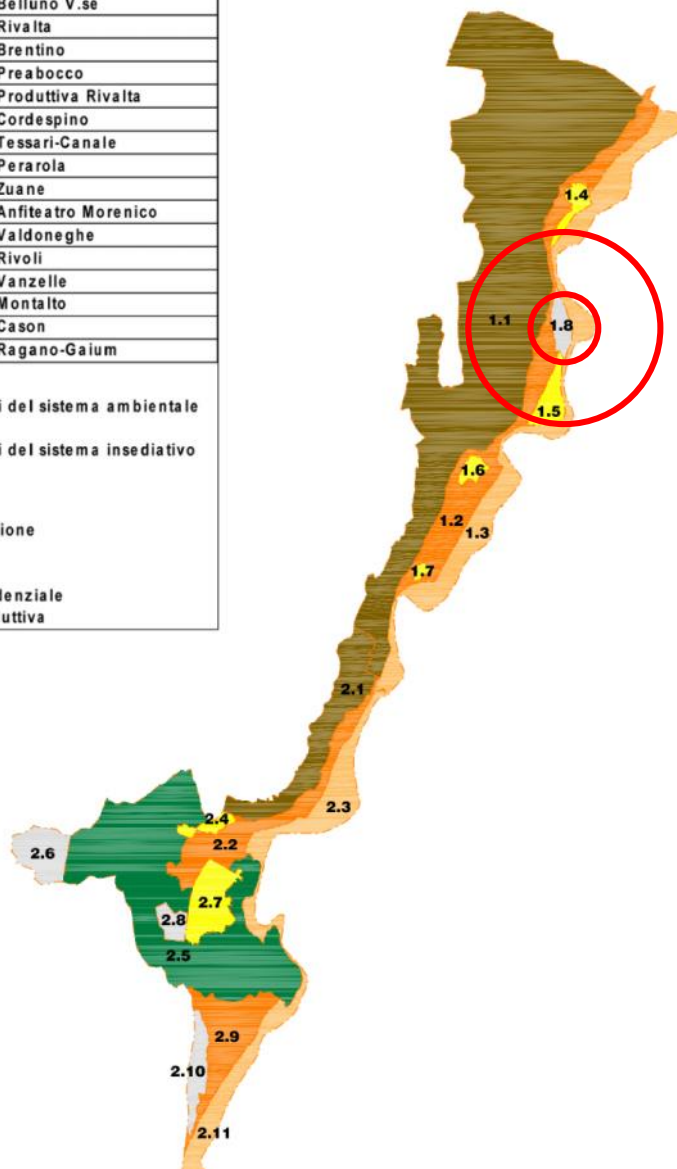 Belluno V.se
Rivalta
Brentino
Preabocco
Produttiva Rivalta
Cordespino
Tessari-Canale
Perarola
Zuane
Anfiteatro Morenico
Valdoneghe
Rivoli
Vanzelle
Montalto
Cason
Ragano-Gaium
i del sistema ambientale
i del sistema insediativo
ione
lenziale
uttiva
1.4
1.1
1.8
1.5
1.6
1.2
1.3
1.7
2.1
2.3
2.4
2.2
2.6
2.7
2.8
2.5
2.9
2.10
2.11